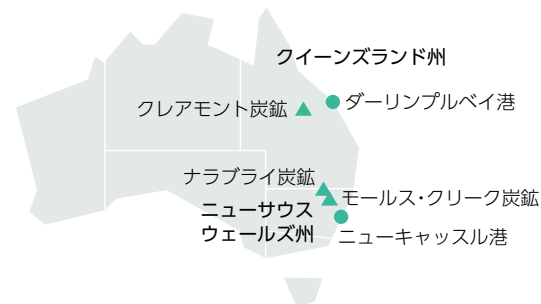 クイーンズランド州
クレアモント炭鉱
ダーリンプルベイ港
ナラブライ炭鉱
モールス・クリーク炭鉱
ニューサウス
ウェールズ州
ニューキャッスル港